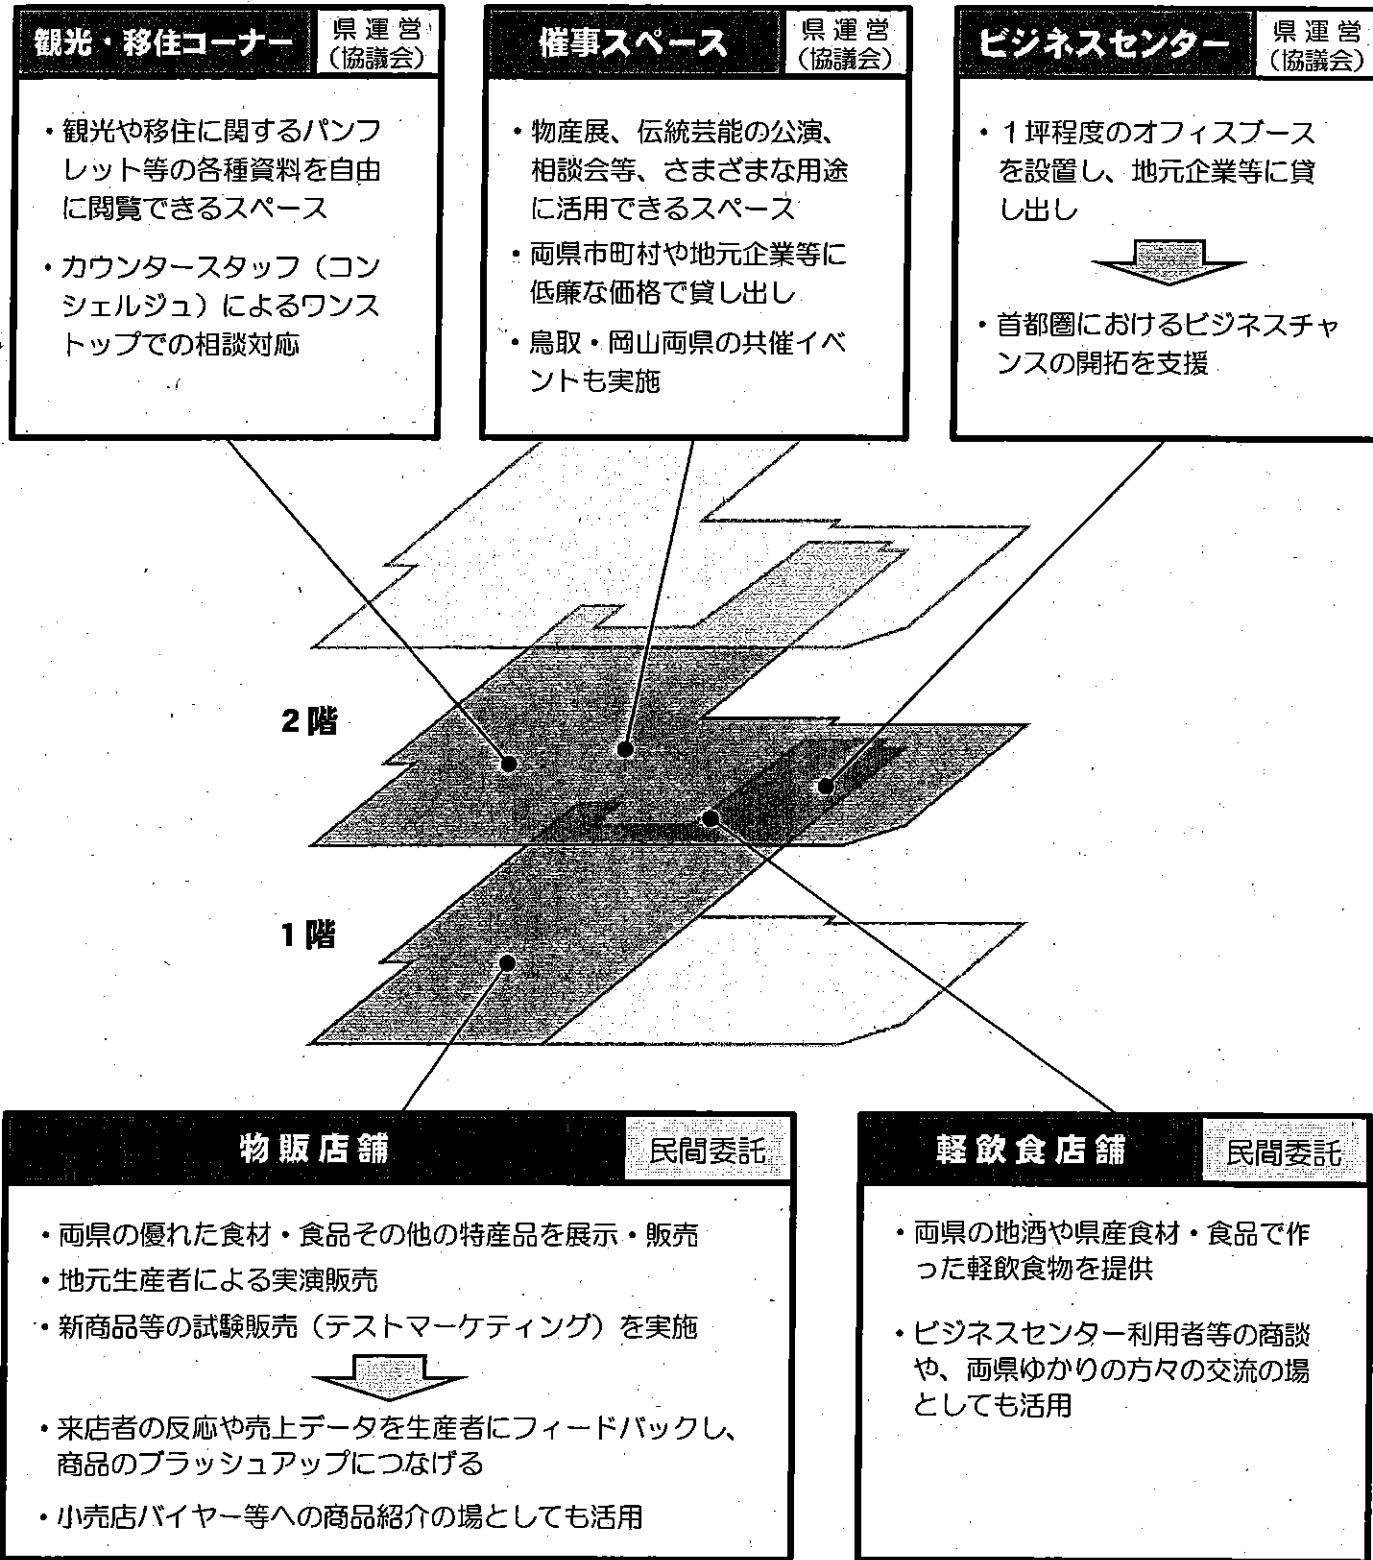 観光・移住コーナー
県運営
(協議会)
・観光や移住に関するパンフ
レット等の各種資料を自由
に閲覧できるスペース
・カウンタースタッフ（コン
シェルジュ）によるワンス
トップでの相談対応
催事スペース
県運営
(協議会)
・物産展、伝統芸能の公演、
相談会等、さまざまな用途
に活用できるスペース
・両県市町村や地元企業等に
低廉な価格で貸し出し
・鳥取・岡山両県の共催イベ
ントも実施
ビジネスセンター
県運営
(協議会)
・１坪程度のオフィスブース
を設置し、地元企業等に貸
し出し
・首都圏におけるビジネスチャ
ンスの開拓を支援
2階
1階
物販店舗
民間委託
・両県の優れた食材・食品その他の特産品を展示・販売
・地元生産者による実演販売
・新商品等の試験販売（テストマーケティング）を実施
・来店者の反応や売上データを生産者にフィードバックし、
商品のブラッシュアップにつなげる
・小売店バイヤー等への商品紹介の場としても活用
軽飲食店舗
民間委託
・両県の地酒や県産食材・食品で作
った軽飲食物を提供
・ビジネスセンター利用者等の商談
や、両県ゆかりの方々の交流の場
としても活用